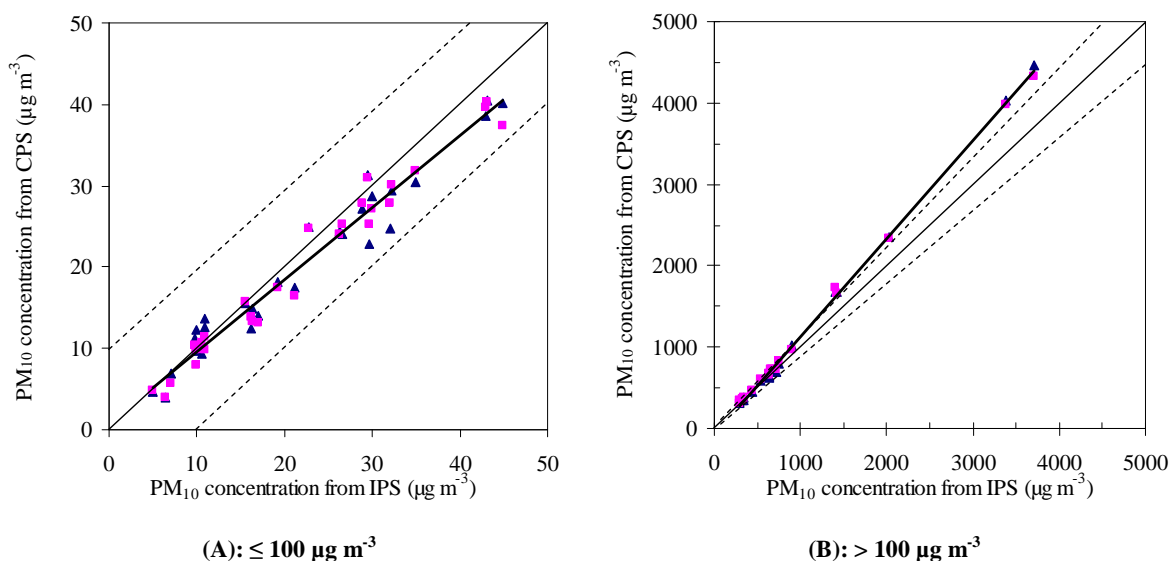 PM₁₀ concentration from CPS (µg m⁻³)
50
40
30
20
10
0
0 10 20 30 40 50
PM₁₀ concentration from IPS (µg m⁻³)
(A): ≤ 100 µg m⁻³
PM₁₀ concentration from CPS (µg m⁻³)
5000
4000
3000
2000
1000
0
0 1000 2000 3000 4000 5000
PM₁₀ concentration from IPS (µg m⁻³)
(B): > 100 µg m⁻³